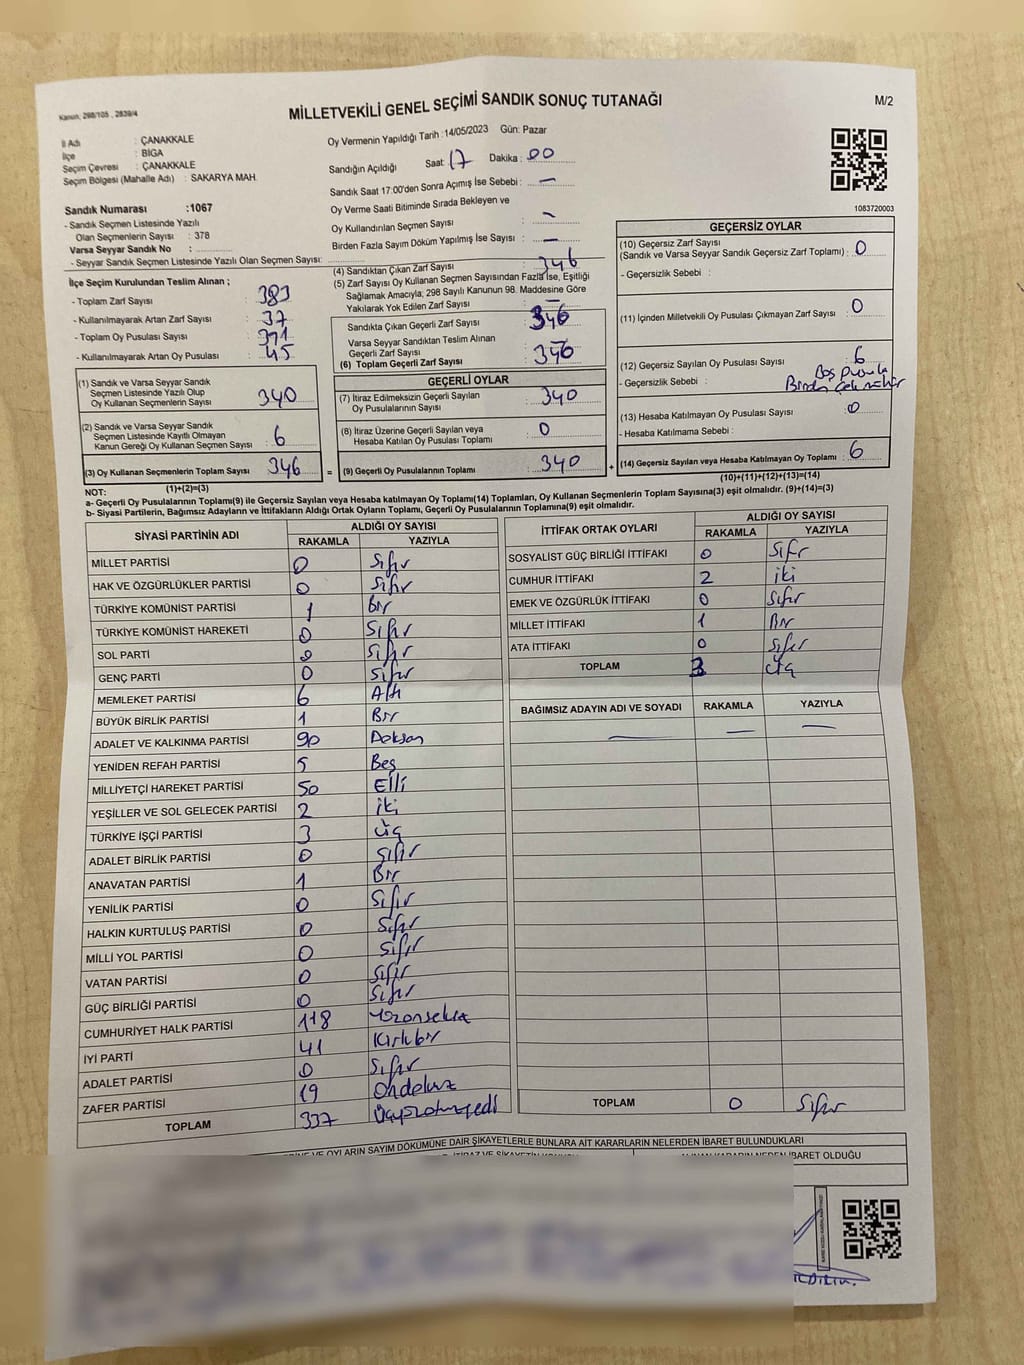 Kanun; 298/105 , 2839/4
MİLLETVEKİLİ GENEL SEÇİMİ SANDIK SONUÇ TUTANAĞI
M/2
İl Adı : ÇANAKKALE
İlçe : BİGA
Seçim Çevresi : ÇANAKKALE
Seçim Bölgesi (Mahalle Adı) : SAKARYA MAH.
Oy Vermenin Yapıldığı Tarih :14/05/2023 Gün: Pazar
Sandığın Açıldığı Saat: 17 Dakika: 00
Sandık Saat 17:00'den Sonra Açımış İse Sebebi : —
Oy Verme Saati Bitiminde Sırada Bekleyen ve
Oy Kullandırılan Seçmen Sayısı : —
Birden Fazla Sayım Döküm Yapılmış İse Sayısı : —
1083720003
Sandık Numarası :1067
- Sandık Seçmen Listesinde Yazılı
Olan Seçmenlerin Sayısı : 378
Varsa Seyyar Sandık No :
- Seyyar Sandık Seçmen Listesinde Yazılı Olan Seçmen Sayısı:
İlçe Seçim Kurulundan Teslim Alınan ;
- Toplam Zarf Sayısı : 383
- Kullanılmayarak Artan Zarf Sayısı : 37
- Toplam Oy Pusulası Sayısı : 391
- Kullanılmayarak Artan Oy Pusulası : 45
(1) Sandık ve Varsa Seyyar Sandık
Seçmen Listesinde Yazılı Olup
Oy Kullanan Seçmenlerin Sayısı : 340
(2) Sandık ve Varsa Seyyar Sandık
Seçmen Listesinde Kayıtlı Olmayan
Kanun Gereği Oy Kullanan Seçmen Sayısı : 6
(3) Oy Kullanan Seçmenlerin Toplam Sayısı : 346 =
(1)+(2)=(3)
(4) Sandıktan Çıkan Zarf Sayısı : 346
(5) Zarf Sayısı Oy Kullanan Seçmen Sayısından Fazla İse, Eşitliği
Sağlamak Amacıyla, 298 Sayılı Kanunun 98. Maddesine Göre
Yakılarak Yok Edilen Zarf Sayısı : —
Sandıkta Çıkan Geçerli Zarf Sayısı : 346
Varsa Seyyar Sandıktan Teslim Alınan
Geçerli Zarf Sayısı : —
(6) Toplam Geçerli Zarf Sayısı : 346
GEÇERLİ OYLAR
(7) İtiraz Edilmeksizin Geçerli Sayılan
Oy Pusulalarının Sayısı : 340
(8) İtiraz Üzerine Geçerli Sayılan veya
Hesaba Katılan Oy Pusulası Toplamı : 0
(9) Geçerli Oy Pusulalarının Toplamı : 340 +
GEÇERSİZ OYLAR
(10) Geçersiz Zarf Sayısı
(Sandık ve Varsa Seyyar Sandık Geçersiz Zarf Toplamı) : 0
- Geçersizlik Sebebi :
(11) İçinden Milletvekili Oy Pusulası Çıkmayan Zarf Sayısı : 0
(12) Geçersiz Sayılan Oy Pusulası Sayısı : 6
- Geçersizlik Sebebi : Boş pusula
(13) Hesaba Katılmayan Oy Pusulası Sayısı : 0
- Hesaba Katılmama Sebebi :
(14) Geçersiz Sayılan veya Hesaba Katılmayan Oy Toplamı : 6
(10)+(11)+(12)+(13)=(14)
NOT:
a- Geçerli Oy Pusulalarının Toplamı(9) ile Geçersiz Sayılan veya Hesaba katılmayan Oy Toplamı(14) Toplamları, Oy Kullanan Seçmenlerin Toplam Sayısına(3) eşit olmalıdır. (9)+(14)=(3)
b- Siyasi Partilerin, Bağımsız Adayların ve İttifakların Aldığı Ortak Oyların Toplamı, Geçerli Oy Pusulalarının Toplamına(9) eşit olmalıdır.
SİYASİ PARTİNİN ADI ALDIĞI OY SAYISI
RAKAMLA YAZIYLA
MİLLET PARTİSİ 0 Sıfır
HAK VE ÖZGÜRLÜKLER PARTİSİ 0 Sıfır
TÜRKİYE KOMÜNİST PARTİSİ 1 Bir
TÜRKİYE KOMÜNİST HAREKETİ 0 Sıfır
SOL PARTİ 0 Sıfır
GENÇ PARTİ 0 Sıfır
MEMLEKET PARTİSİ 6 Altı
BÜYÜK BİRLİK PARTİSİ 1 Bir
ADALET VE KALKINMA PARTİSİ 90 Doksan
YENİDEN REFAH PARTİSİ 5 Beş
MİLLİYETÇİ HAREKET PARTİSİ 50 Elli
YEŞİLLER VE SOL GELECEK PARTİSİ 2 iki
TÜRKİYE İŞÇİ PARTİSİ 3 Üç
ADALET BİRLİK PARTİSİ 0 Sıfır
ANAVATAN PARTİSİ 1 Bir
YENİLİK PARTİSİ 0 Sıfır
HALKIN KURTULUŞ PARTİSİ 0 Sıfır
MİLLİ YOL PARTİSİ 0 Sıfır
VATAN PARTİSİ 0 Sıfır
GÜÇ BİRLİĞİ PARTİSİ 0 Sıfır
CUMHURİYET HALK PARTİSİ 118 Yüzonsekiz
İYİ PARTİ 41 Kırkbir
ADALET PARTİSİ 0 Sıfır
ZAFER PARTİSİ 19 Ondokuz
TOPLAM 337 Üçyüzotuzyedi
İTTİFAK ORTAK OYLARI ALDIĞI OY SAYISI
RAKAMLA YAZIYLA
SOSYALİST GÜÇ BİRLİĞİ İTTİFAKI 0 Sıfır
CUMHUR İTTİFAKI 2 iki
EMEK VE ÖZGÜRLÜK İTTİFAKI 0 Sıfır
MİLLET İTTİFAKI 1 Bir
ATA İTTİFAKI 0 Sıfır
TOPLAM 3 Üç
BAĞIMSIZ ADAYIN ADI VE SOYADI RAKAMLA YAZIYLA
— — —
TOPLAM 0 Sıfır
OYLARIN SAYIM DÖKÜMÜNE DAİR ŞİKAYETLERLE BUNLARA AİT KARARLARIN NELERDEN İBARET BULUNDUKLARI
İBARET OLDUĞU